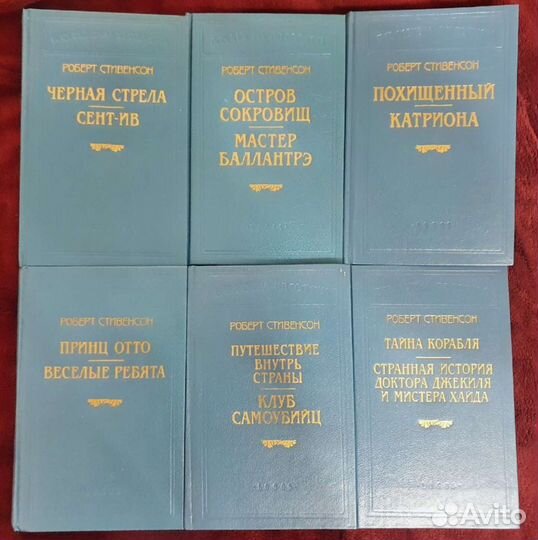 РОБЕРТ СТИВЕНСОН
ЧЕРНАЯ СТРЕЛА
СЕНТ-ИВ
РОБЕРТ СТИВЕНСОН
ОСТРОВ
СОКРОВИЩ
МАСТЕР
БАЛЛАНТРЭ
РОБЕРТ СТИВЕНСОН
ПОХИЩЕННЫЙ
КАТРИОНА
РОБЕРТ СТИВЕНСОН
ПРИНЦ ОТТО
ВЕСЕЛЫЕ РЕБЯТА
РОБЕРТ СТИВЕНСОН
ПУТЕШЕСТВИЕ
ВНУТРЬ
СТРАНЫ
КЛУБ
САМОУБИЙЦ
РОБЕРТ СТИВЕНСОН
ТАЙНА КОРАБЛЯ
СТРАННАЯ ИСТОРИЯ
ДОКТОРА ДЖЕКИЛЯ
И МИСТЕРА ХАЙДА
Avito